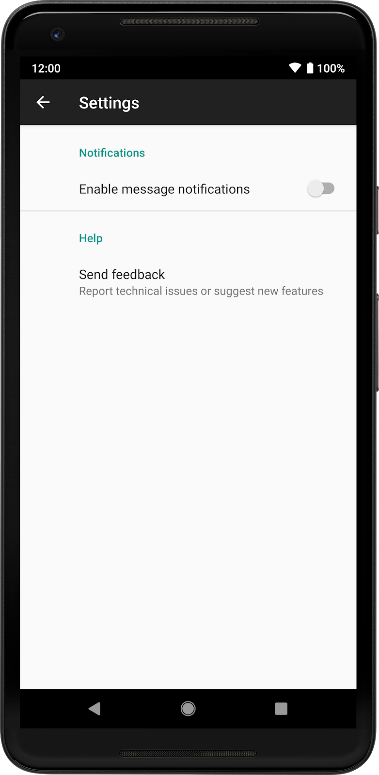 12:00 100%
Settings
Notifications
Enable message notifications
Help
Send feedback
Report technical issues or suggest new features